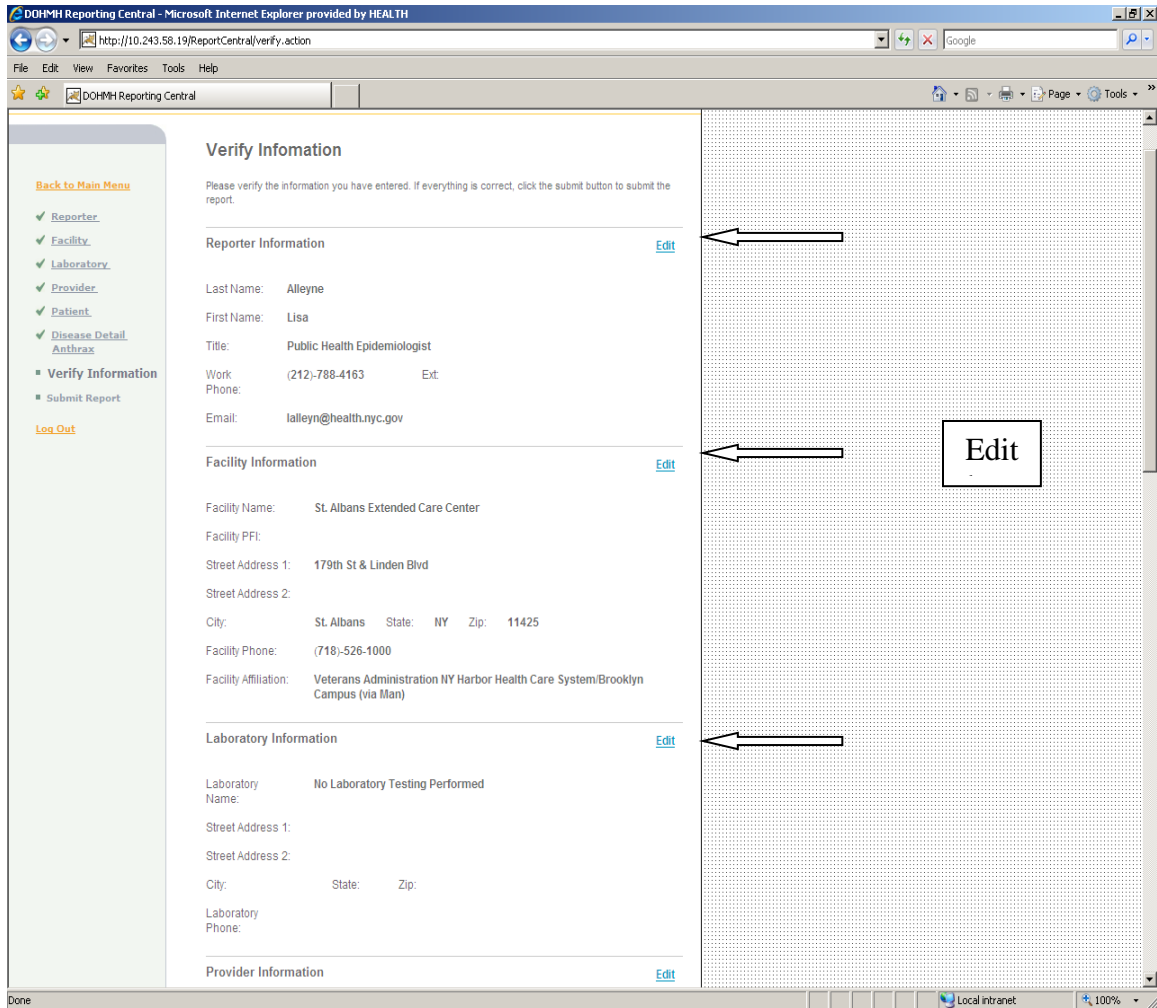 DOHMH Reporting Central - Microsoft Internet Explorer provided by HEALTH
http://10.243.58.19/ReportCentral/verify.action
Google
File Edit View Favorites Tools Help
DOHMH Reporting Central
Page Tools »
Verify Infomation
Please verify the information you have entered. If everything is correct, click the submit button to submit the
report.
Back to Main Menu
Reporter
Facility
Laboratory
Provider
Patient
Disease Detail
Anthrax
Verify Information
Submit Report
Log Out
Reporter Information Edit
Last Name: Alleyne
First Name: Lisa
Title: Public Health Epidemiologist
Work (212)-788-4163 Ext:
Phone:
Email: lalleyn@health.nyc.gov
Facility Information Edit
Edit
Facility Name: St. Albans Extended Care Center
Facility PFI:
Street Address 1: 179th St & Linden Blvd
Street Address 2:
City: St. Albans State: NY Zip: 11425
Facility Phone: (718)-526-1000
Facility Affiliation: Veterans Administration NY Harbor Health Care System/Brooklyn
Campus (via Man)
Laboratory Information Edit
Laboratory No Laboratory Testing Performed
Name:
Street Address 1:
Street Address 2:
City: State: Zip:
Laboratory
Phone:
Provider Information Edit
Done Local intranet 100%